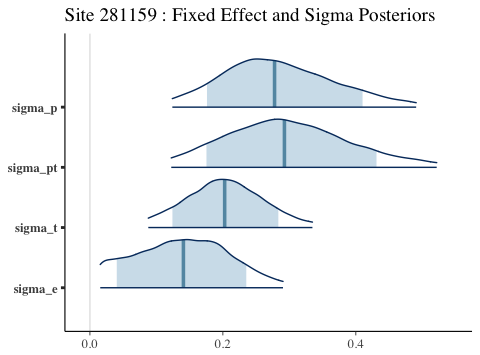 Site 281159 : Fixed Effect and Sigma Posteriors
sigma_p
sigma_pt
sigma_t
sigma_e
0.0 0.2 0.4